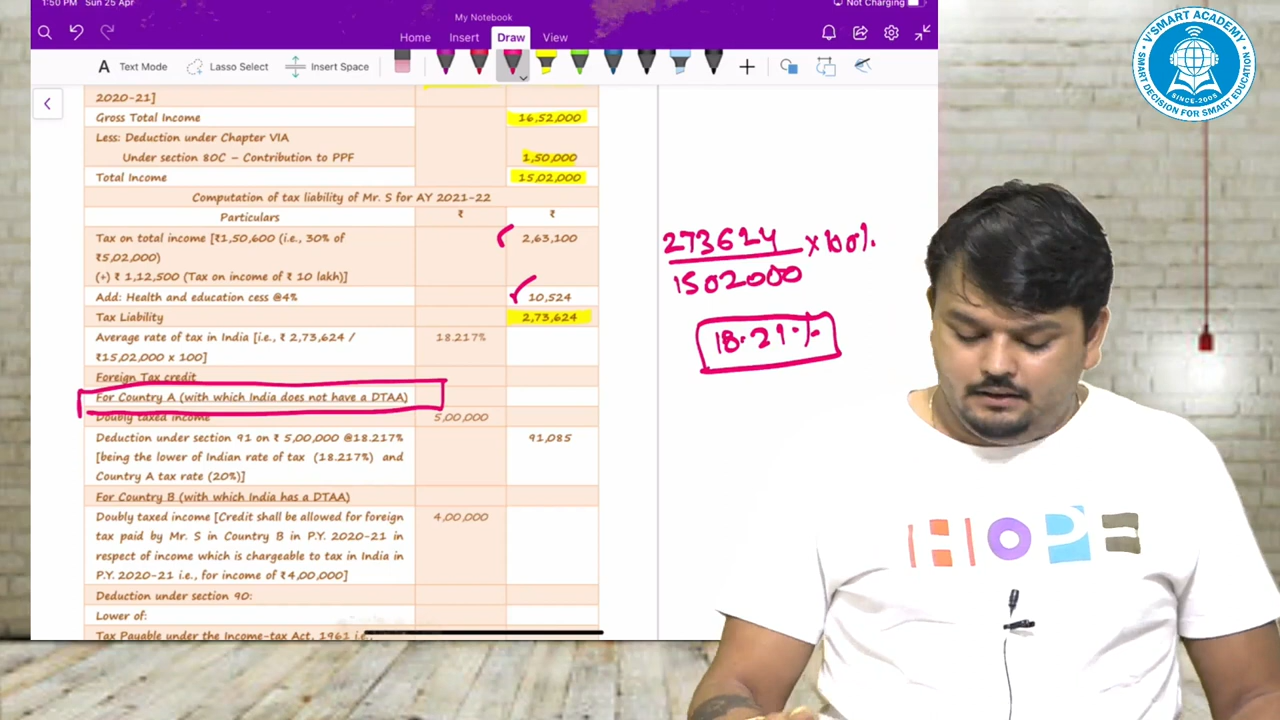 1:50 PM Sun 25 Apr
Not Charging
My Notebook
Home Insert Draw View
Text Mode Lasso Select Insert Space
V'SMART ACADEMY
SINCE-2005
SMART DECISION FOR SMART EDUCATION
2020-21]
Gross Total Income 16,52,000
Less: Deduction under Chapter VIA
Under section 80C – Contribution to PPF 1,50,000
Total Income 15,02,000
Computation of tax liability of Mr. S for AY 2021-22
Particulars ₹ ₹
Tax on total income [₹1,50,600 (i.e., 30% of 2,63,100
₹5,02,000)
(+) ₹ 1,12,500 (Tax on income of ₹ 10 lakh)]
Add: Health and education cess @4% 10,524
Tax Liability 2,73,624
Average rate of tax in India [i.e., ₹ 2,73,624 / 18.217%
₹15,02,000 x 100]
Foreign Tax credit
For Country A (with which India does not have a DTAA)
Doubly taxed income 5,00,000
Deduction under section 91 on ₹ 5,00,000 @18.217% 91,085
[being the lower of Indian rate of tax (18.217%) and
Country A tax rate (20%)]
For Country B (with which India has a DTAA)
Doubly taxed income [Credit shall be allowed for foreign 4,00,000
tax paid by Mr. S in Country B in P.Y. 2020-21 in
respect of income which is chargeable to tax in India in
P.Y. 2020-21 i.e., for income of ₹4,00,000]
Deduction under section 90:
Lower of:
Tax Payable under the Income-tax Act, 1961 i.e.,
273624 x 100%
1502000
18.21%
HOPE